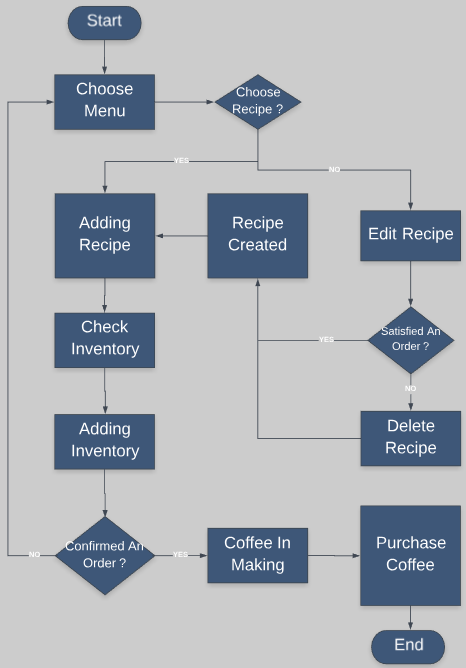 Start
Choose
Menu
Choose
Recipe ?
YES
NO
Adding
Recipe
Recipe
Created
Edit Recipe
Check
Inventory
Satisfied An
Order ?
YES
NO
Adding
Inventory
Delete
Recipe
Confirmed An
Order ?
NO
YES
Coffee In
Making
Purchase
Coffee
End